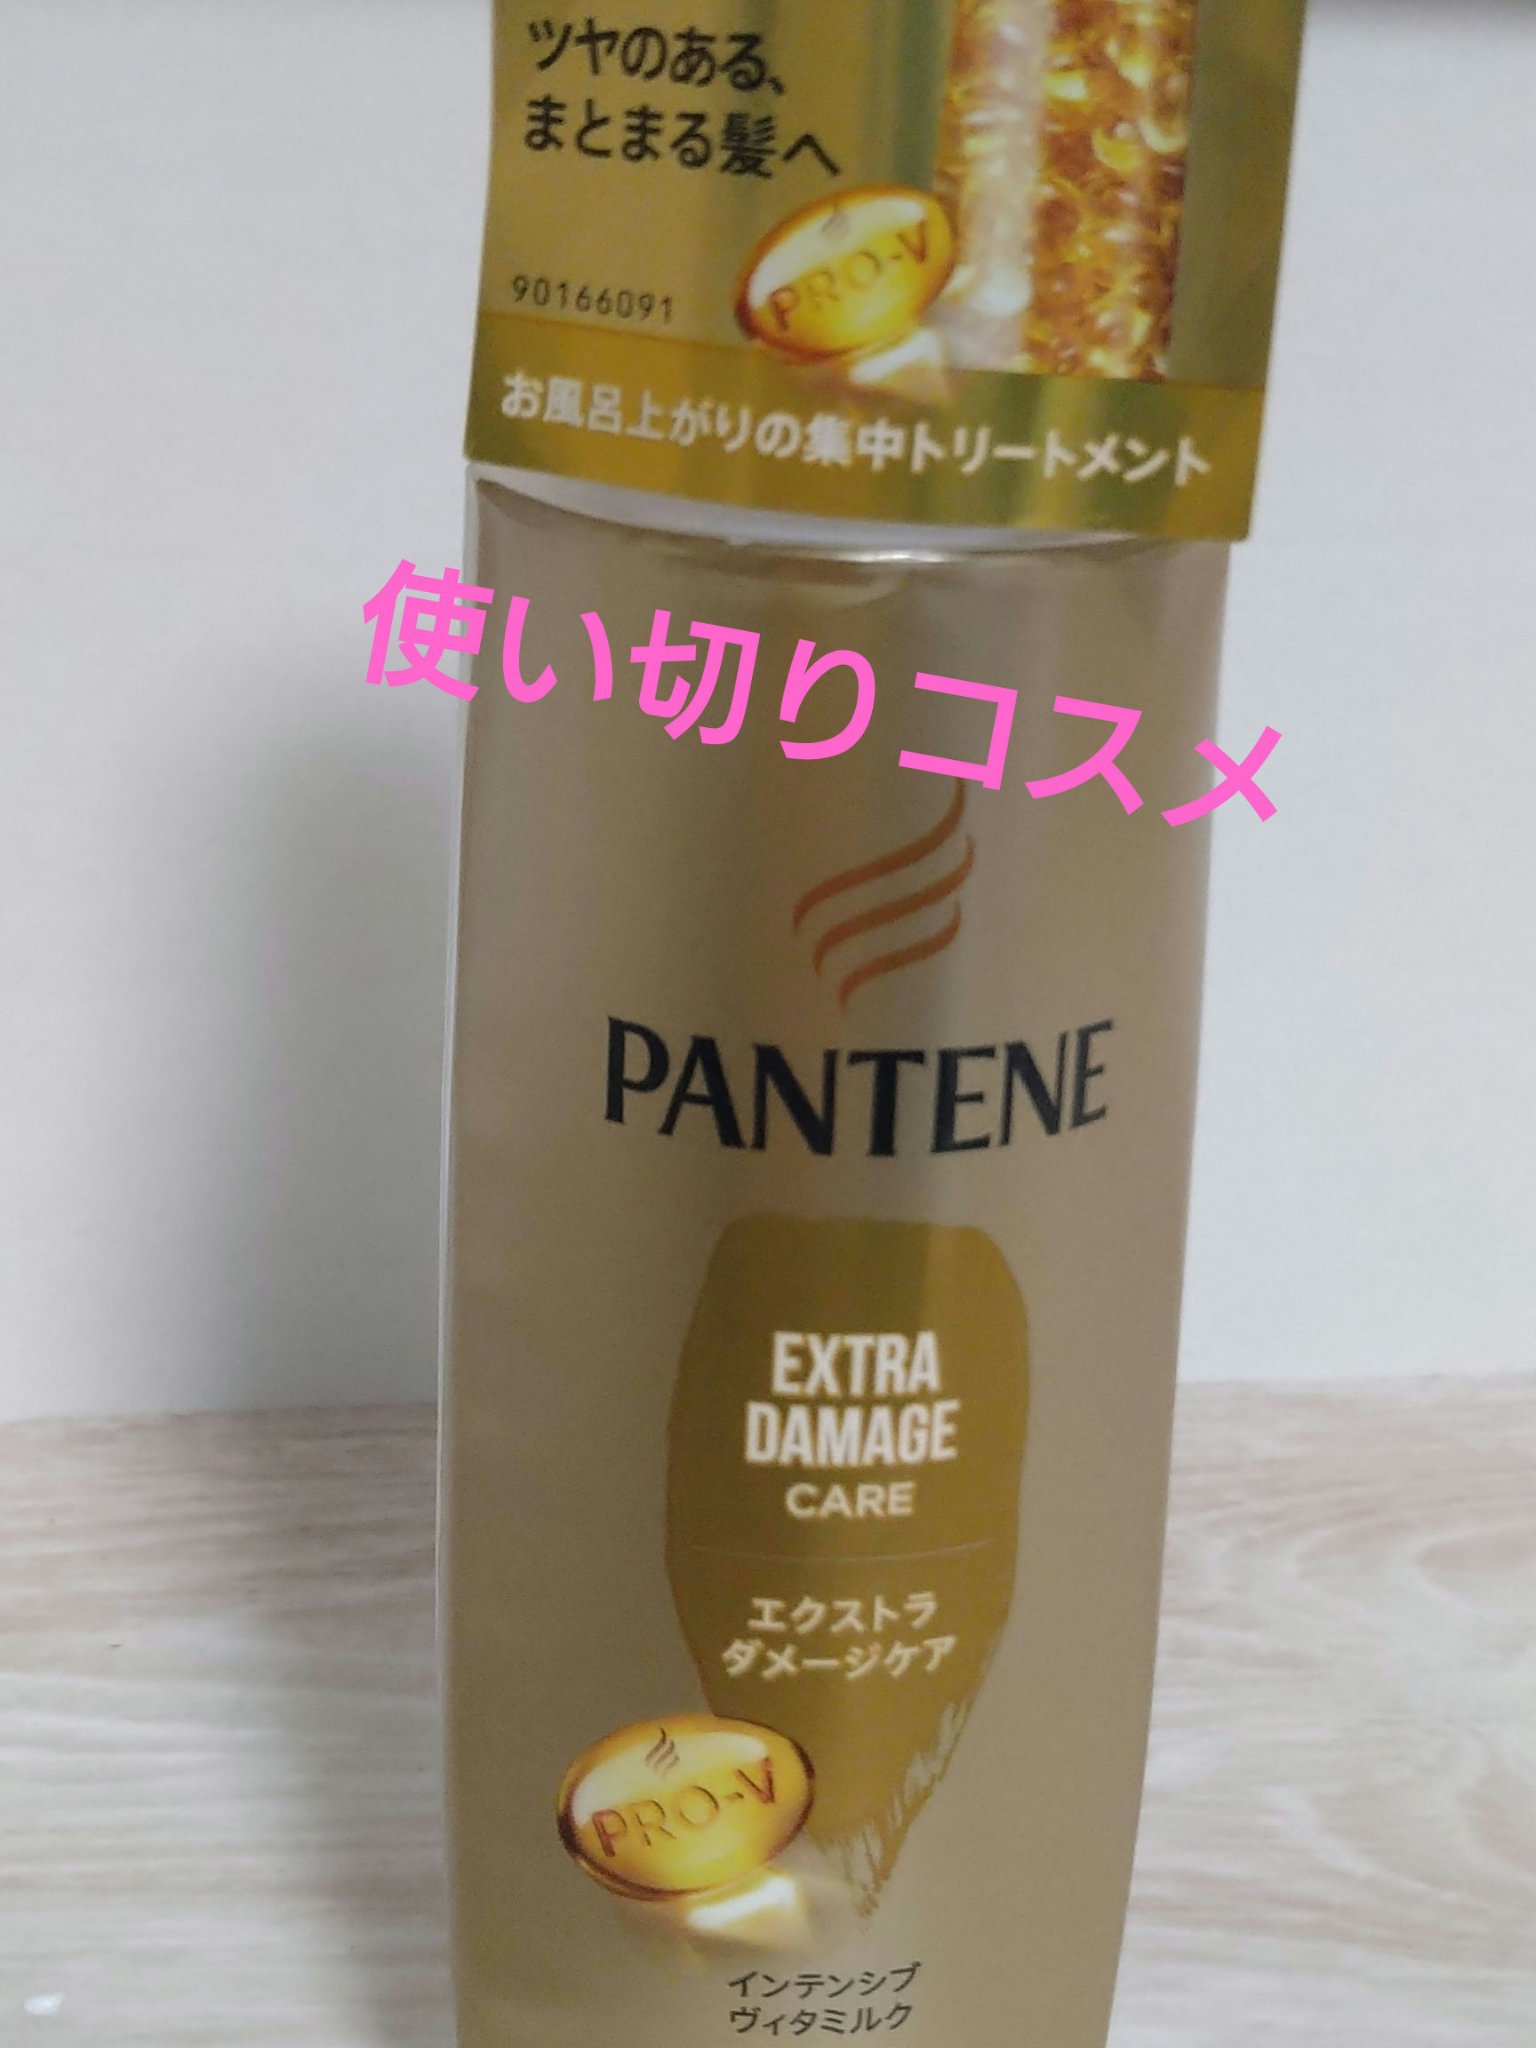 ツヤのある、
まとまる髪へ
PRO-V
90166091
お風呂上がりの集中トリートメント
使い切りコスメ
PANTENE
EXTRA
DAMAGE
CARE
エクストラ
ダメージケア
PRO-V
インテンシブ
ヴィタミルク